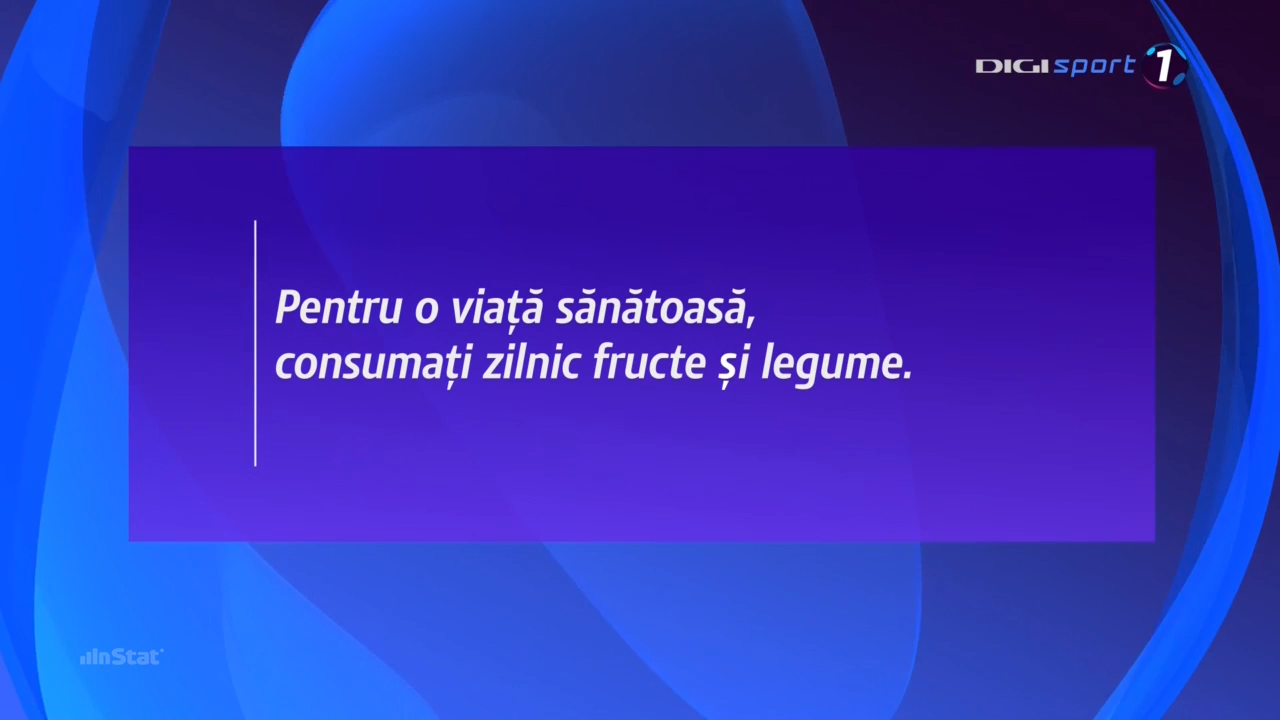 DIGI sport 1
Pentru o viață sănătoasă,
consumați zilnic fructe și legume.
InStat